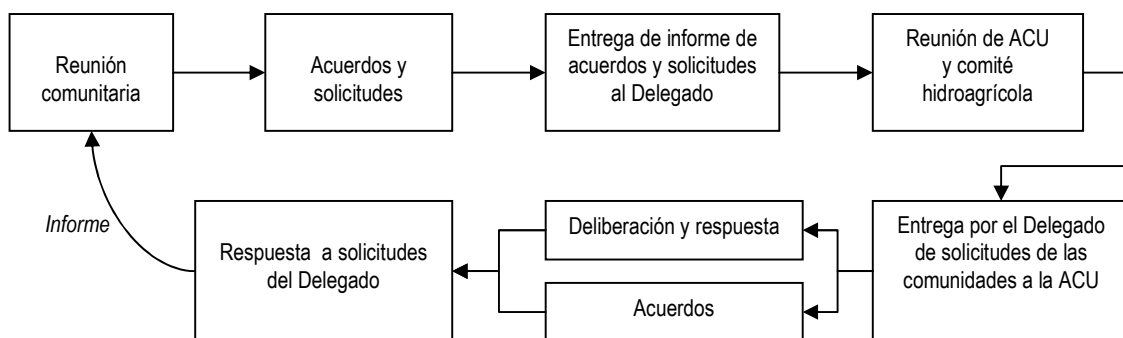 Reunión
comunitaria
Acuerdos y
solicitudes
Entrega de informe de
acuerdos y solicitudes
al Delegado
Reunión de ACU
y comité
hidroagrícola
Entrega por el Delegado
de solicitudes de las
comunidades a la ACU
Deliberación y respuesta
Acuerdos
Respuesta a solicitudes
del Delegado
Informe